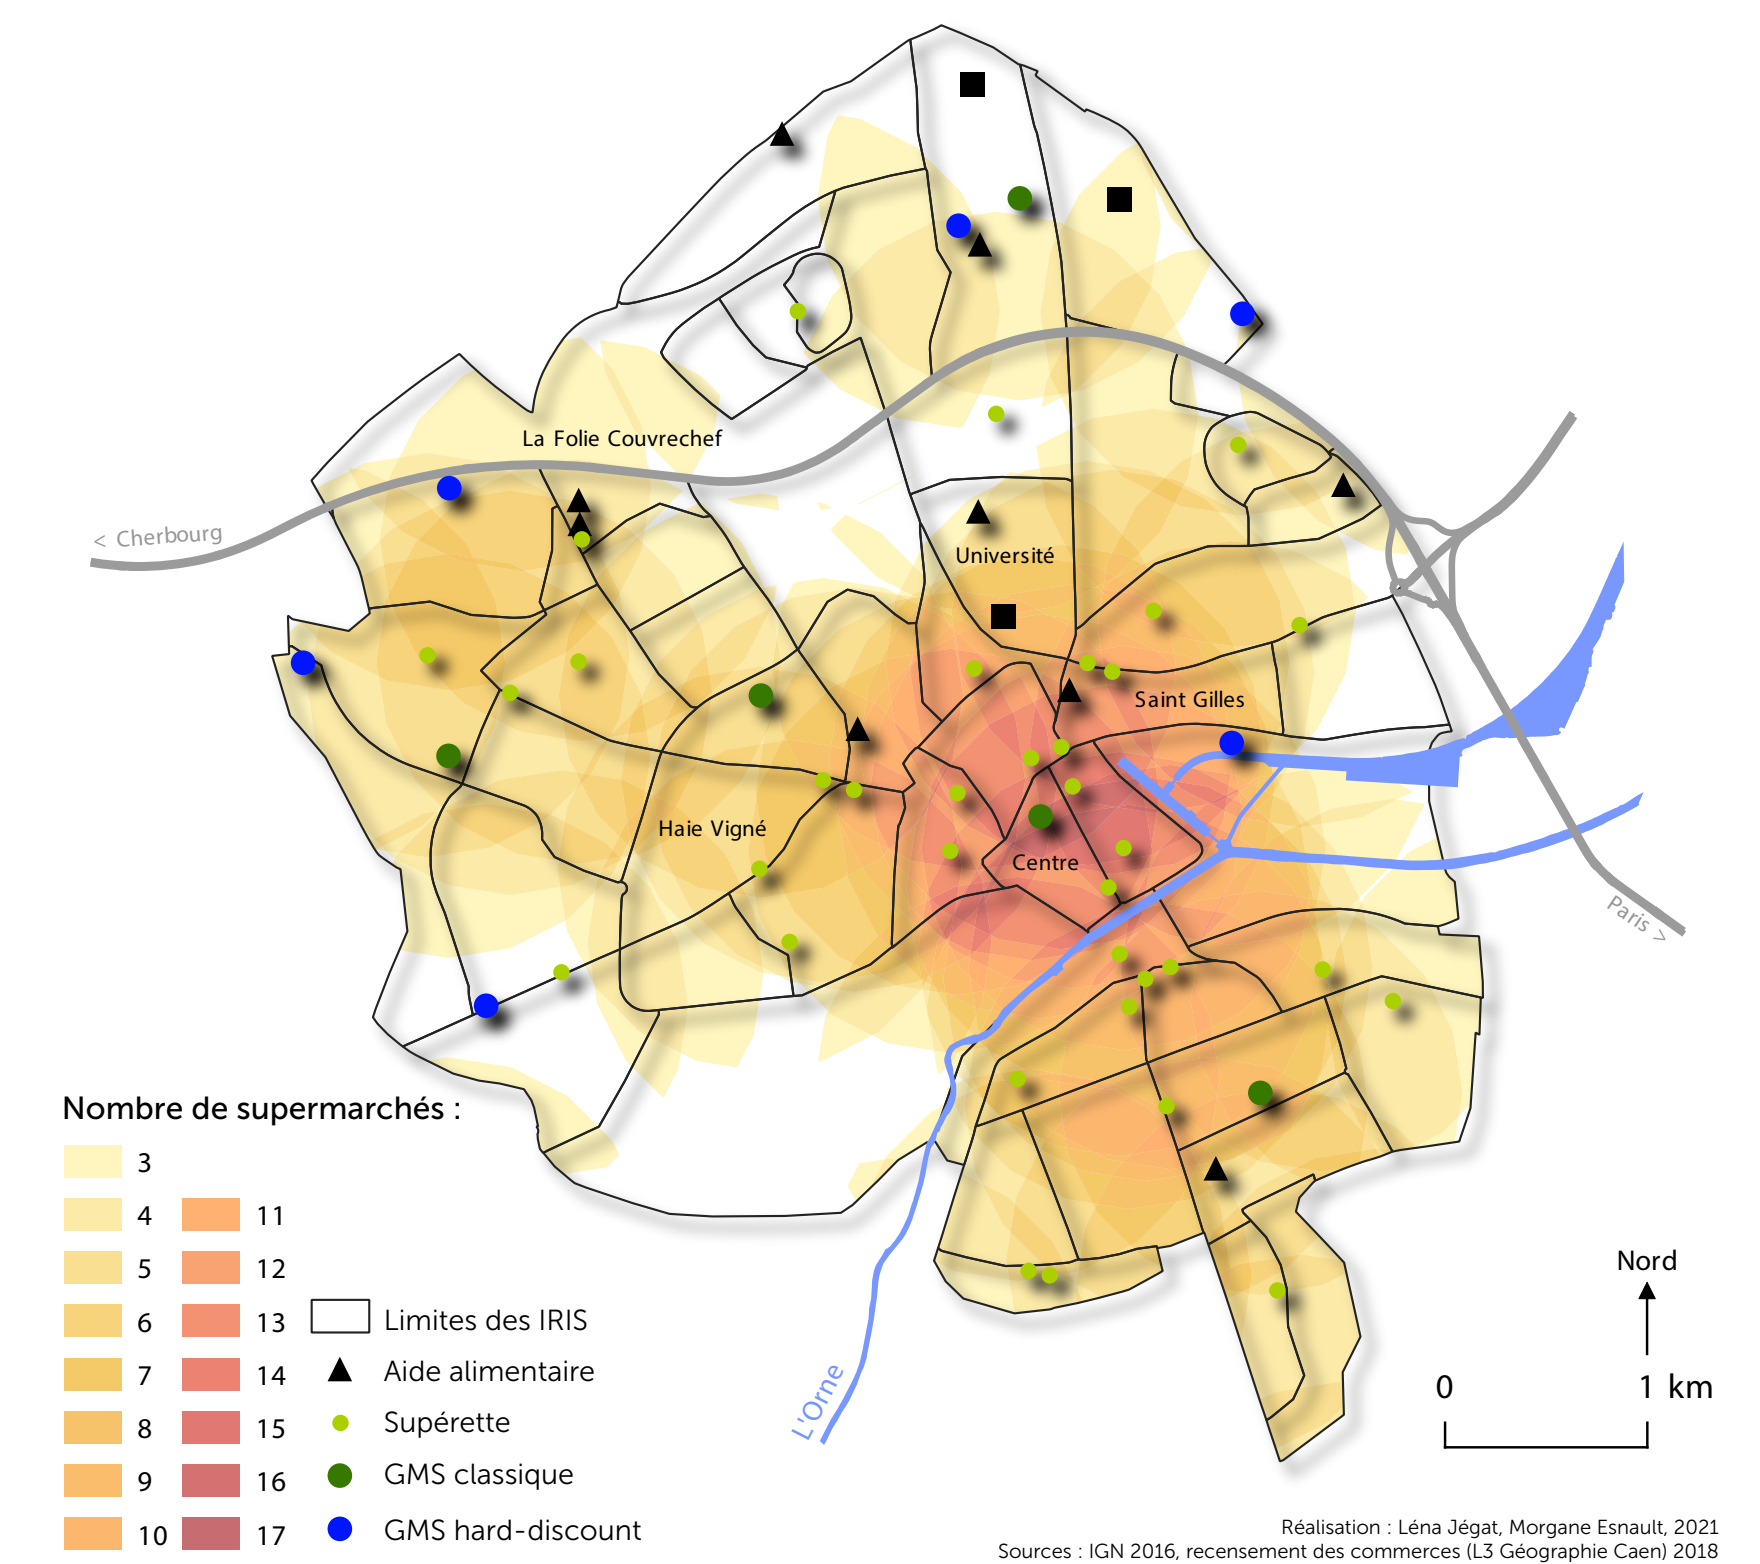 La Folie Couvrechef
< Cherbourg
Université
Saint Gilles
Haie Vigné
Centre
Paris >
L'Orne
Nombre de supermarchés :
3
4
5
6
7
8
9
10
11
12
13
14
15
16
17
Limites des IRIS
Aide alimentaire
Supérette
GMS classique
GMS hard-discount
Nord
0 1 km
Réalisation : Léna Jégat, Morgane Esnault, 2021
Sources : IGN 2016, recensement des commerces (L3 Géographie Caen) 2018